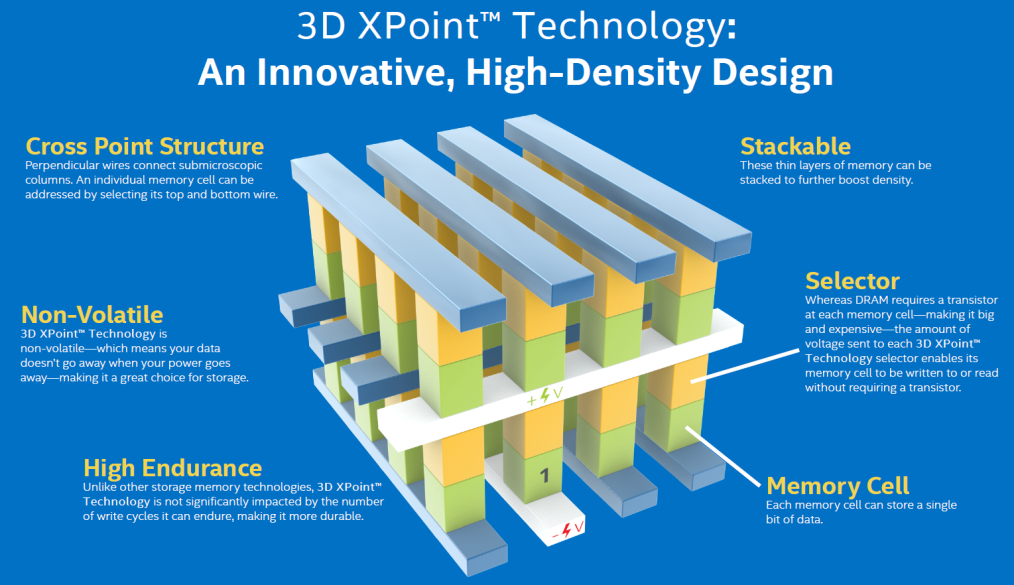 3D XPoint™ Technology:
An Innovative, High-Density Design
Cross Point Structure
Perpendicular wires connect submicroscopic
columns. An individual memory cell can be
addressed by selecting its top and bottom wire.
Non-Volatile
3D XPoint™ Technology is
non-volatile—which means your data
doesn't go away when your power goes
away—making it a great choice for storage.
High Endurance
Unlike other storage memory technologies, 3D XPoint™
Technology is not significantly impacted by the number
of write cycles it can endure, making it more durable.
Stackable
These thin layers of memory can be
stacked to further boost density.
Selector
Whereas DRAM requires a transistor
at each memory cell—making it big
and expensive—the amount of
voltage sent to each 3D XPoint™
Technology selector enables its
memory cell to be written to or read
without requiring a transistor.
Memory Cell
Each memory cell can store a single
bit of data.
+ V
1
- V